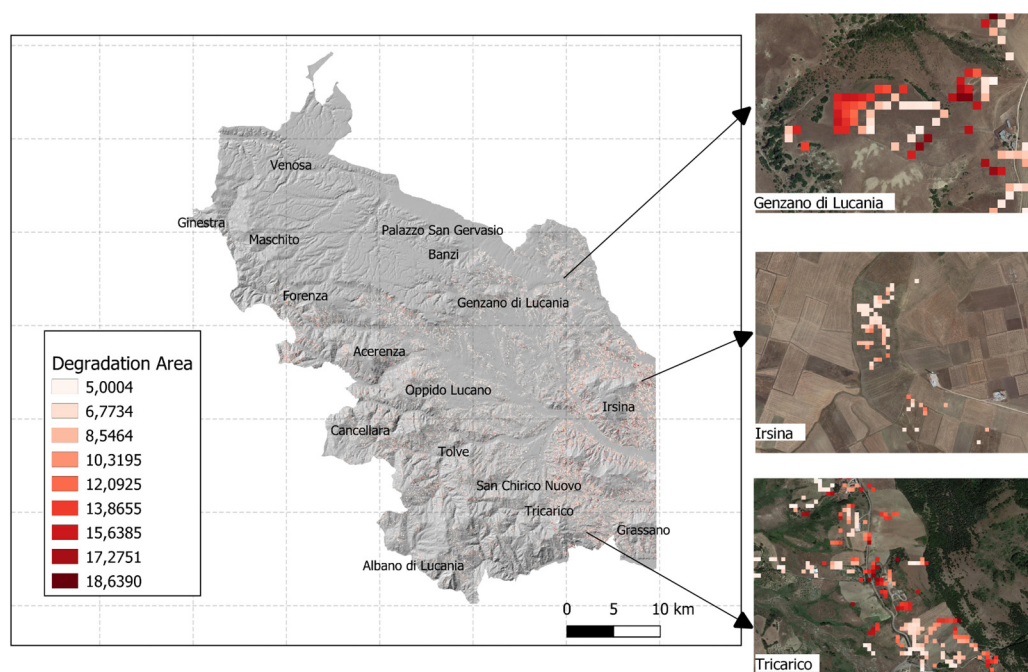 Venosa
Ginestra
Maschito
Palazzo San Gervasio
Banzi
Forenza
Genzano di Lucania
Acerenza
Oppido Lucano
Irsina
Cancellara
Tolve
San Chirico Nuovo
Tricarico
Grassano
Albano di Lucania
Degradation Area
5,0004
6,7734
8,5464
10,3195
12,0925
13,8655
15,6385
17,2751
18,6390
0 5 10 km
Genzano di Lucania
Irsina
Tricarico